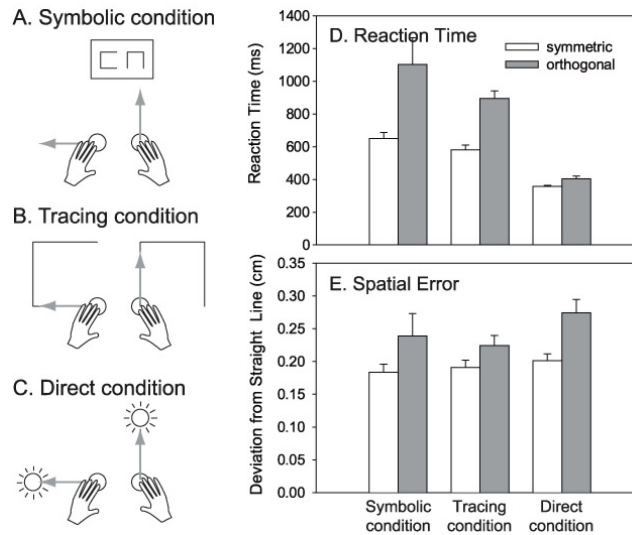 A. Symbolic condition
B. Tracing condition
C. Direct condition
D. Reaction Time
symmetric
orthogonal
Reaction Time (ms)
1400
1200
1000
800
600
400
200
E. Spatial Error
Deviation from Straight Line (cm)
0.35
0.30
0.25
0.20
0.15
0.10
0.05
0.00
Symbolic condition
Tracing condition
Direct condition